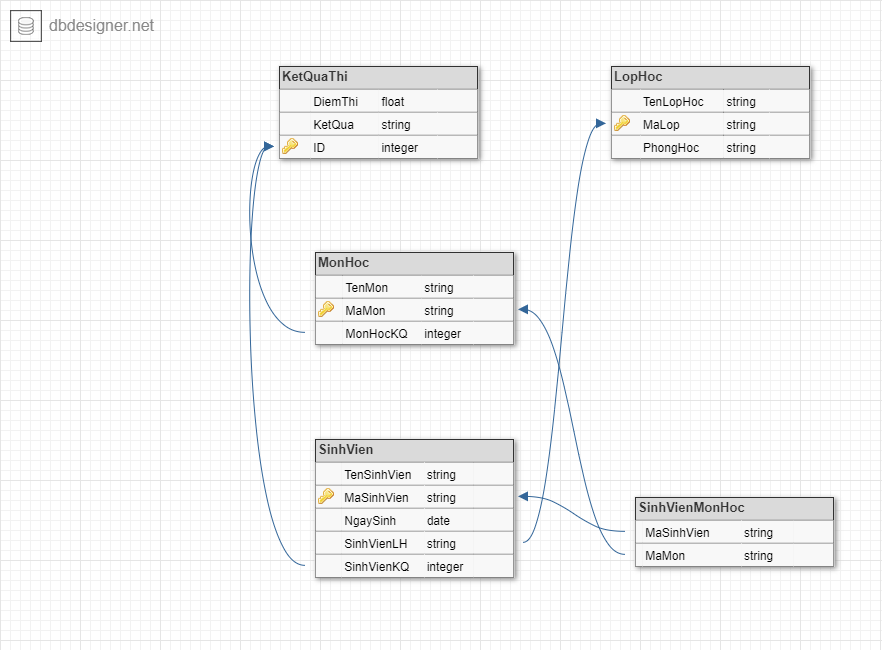 dbdesigner.net
KetQuaThi
DiemThi float
KetQua string
ID integer
LopHoc
TenLopHoc string
MaLop string
PhongHoc string
MonHoc
TenMon string
MaMon string
MonHocKQ integer
SinhVien
TenSinhVien string
MaSinhVien string
NgaySinh date
SinhVienLH string
SinhVienKQ integer
SinhVienMonHoc
MaSinhVien string
MaMon string